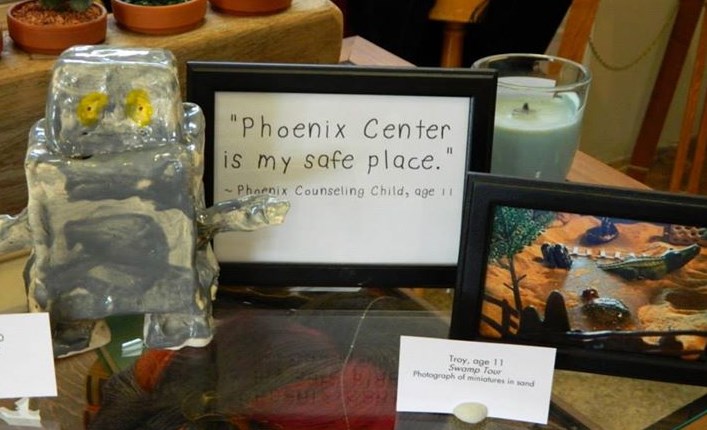 "Phoenix Center
is my safe place."
~ Phoenix Counseling Child, age 11
Troy, age 11
Swamp Tour
Photograph of miniatures in sand